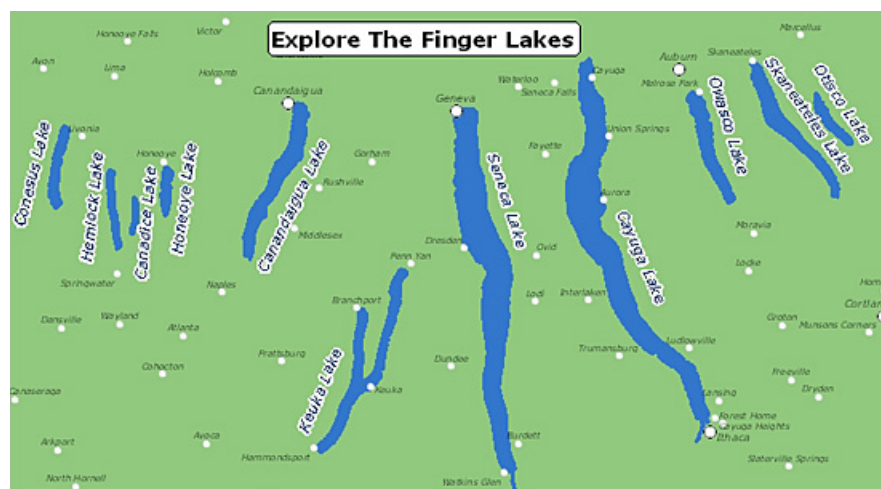 Explore The Finger Lakes
Marcellus
Victor
Honeoye Falls
Avon
Lima
Holcomb
Canandaigua
Geneva
Waterloo
Seneca Falls
Cayuga
Auburn
Melrose Park
Skaneateles
Otisco Lake
Skaneateles Lake
Owasco Lake
Livonia
Conesus Lake
Honeoye
Hemlock Lake
Canadice Lake
Honeoye Lake
Canandaigua Lake
Gorham
Rushville
Middlesex
Seneca Lake
Fayette
Union Springs
Aurora
Cayuga Lake
Moravia
Locke
Springwater
Naples
Penn Yan
Dresden
Ovid
Lodi
Interlaken
Branchport
Dansville
Wayland
Atlanta
Groton
Munsons Corners
Cortlan
Hom
Cohocton
Prattsburg
Keuka Lake
Keuka
Dundee
Trumansburg
Ludlowville
Freeville
Dryden
Canaseraga
Lansing
Forest Home
Cayuga Heights
Ithaca
Arkport
Avoca
Hammondsport
Burdett
Watkins Glen
Slaterville Springs
North Hornell